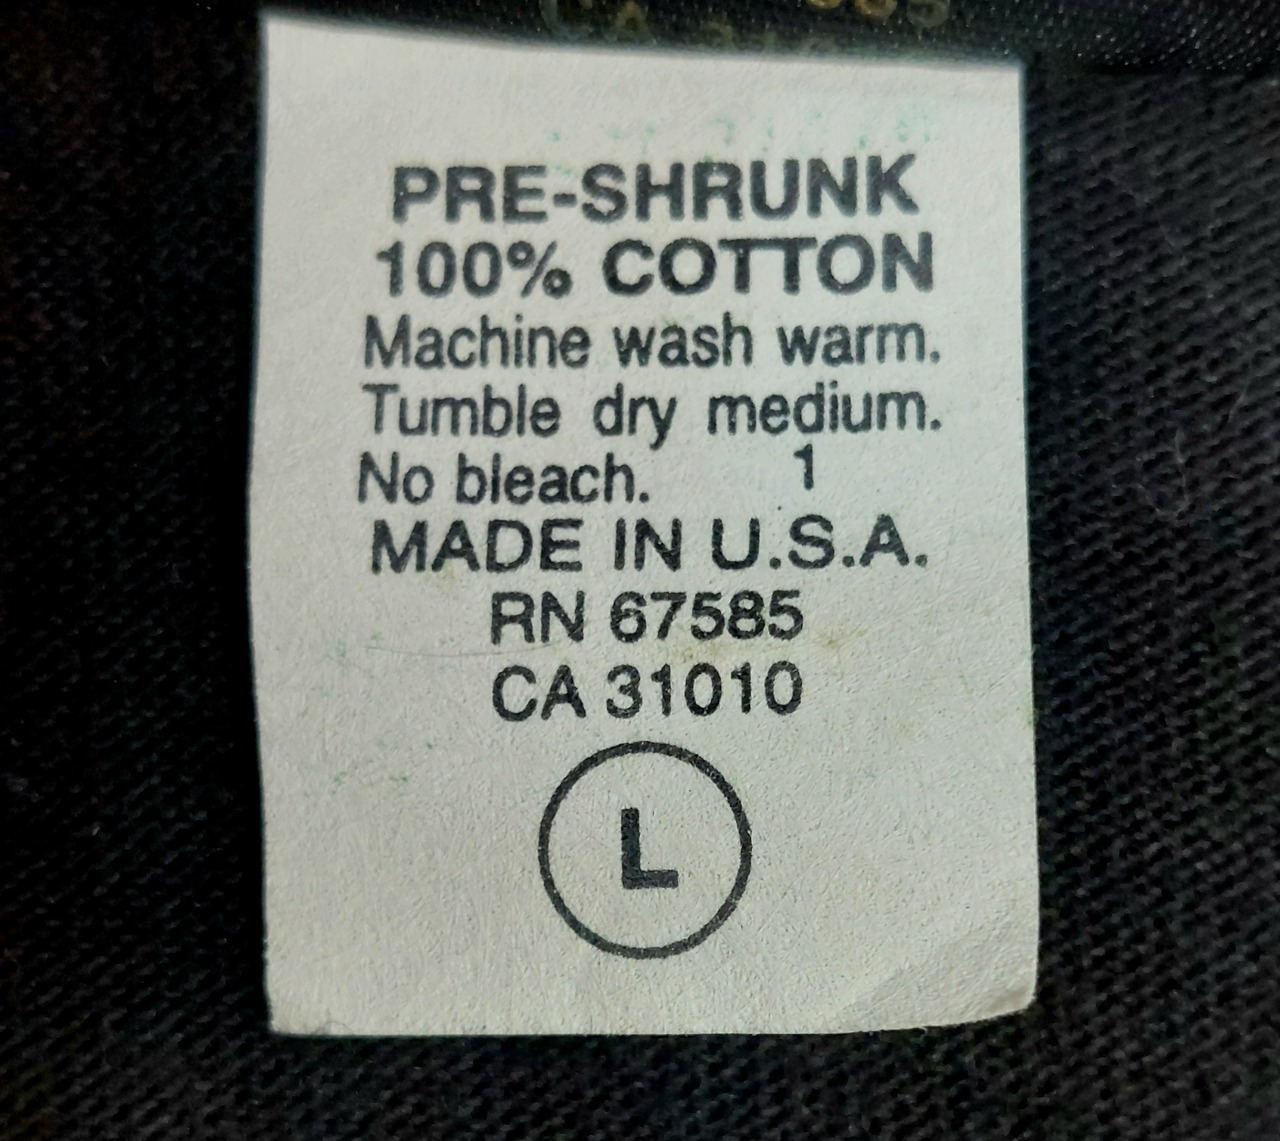 PRE-SHRUNK
100% COTTON
Machine wash warm.
Tumble dry medium.
No bleach. 1
MADE IN U.S.A.
RN 67585
CA 31010
L